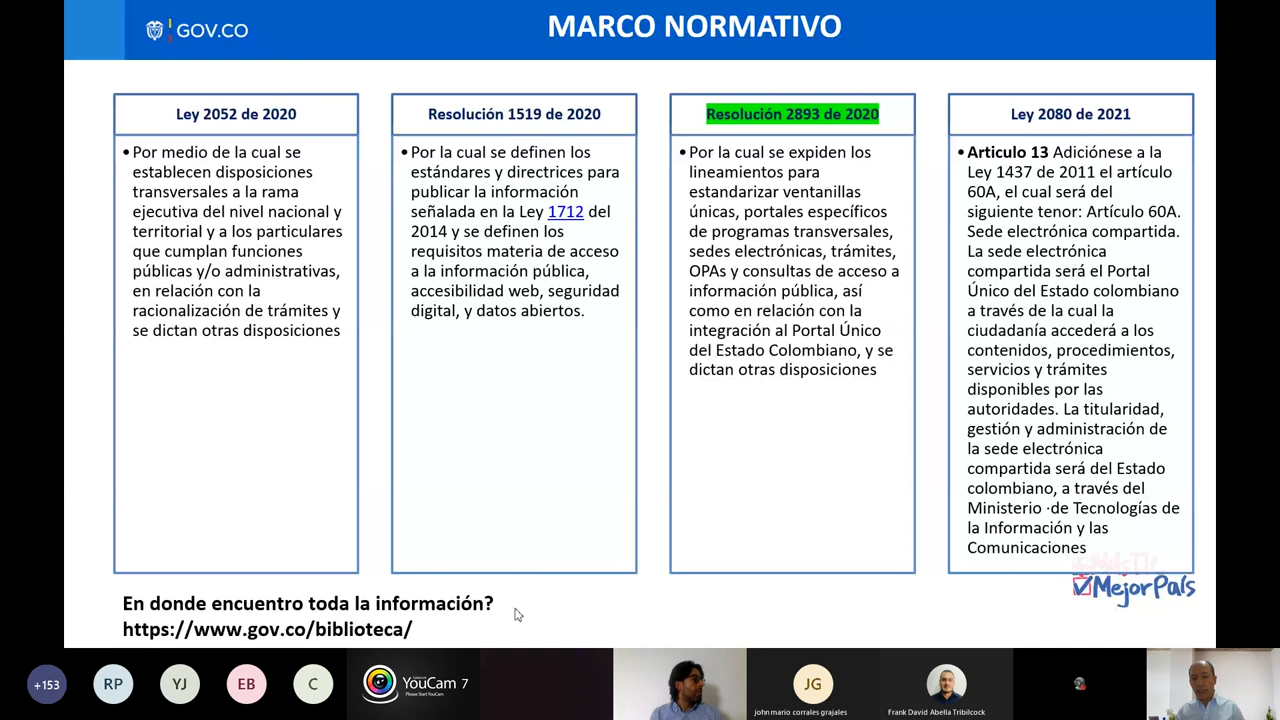 GOV.CO
MARCO NORMATIVO
Ley 2052 de 2020
• Por medio de la cual se
establecen disposiciones
transversales a la rama
ejecutiva del nivel nacional y
territorial y a los particulares
que cumplan funciones
públicas y/o administrativas,
en relación con la
racionalización de trámites y
se dictan otras disposiciones
Resolución 1519 de 2020
• Por la cual se definen los
estándares y directrices para
publicar la información
señalada en la Ley 1712 del
2014 y se definen los
requisitos materia de acceso
a la información pública,
accesibilidad web, seguridad
digital, y datos abiertos.
Resolución 2893 de 2020
• Por la cual se expiden los
lineamientos para
estandarizar ventanillas
únicas, portales específicos
de programas transversales,
sedes electrónicas, trámites,
OPAs y consultas de acceso a
información pública, así
como en relación con la
integración al Portal Único
del Estado Colombiano, y se
dictan otras disposiciones
Ley 2080 de 2021
• Articulo 13 Adiciónese a la
Ley 1437 de 2011 el artículo
60A, el cual será del
siguiente tenor: Artículo 60A.
Sede electrónica compartida.
La sede electrónica
compartida será el Portal
Único del Estado colombiano
a través de la cual la
ciudadanía accederá a los
contenidos, procedimientos,
servicios y trámites
disponibles por las
autoridades. La titularidad,
gestión y administración de
la sede electrónica
compartida será del Estado
colombiano, a través del
Ministerio ·de Tecnologías de
la Información y las
Comunicaciones
MejorPaís
En donde encuentro toda la información?
https://www.gov.co/biblioteca/
+153
RP
YJ
EB
C
YouCam 7
Please Start YouCam
JG
john mario corrales grajales
Frank David Abella Tribilcock